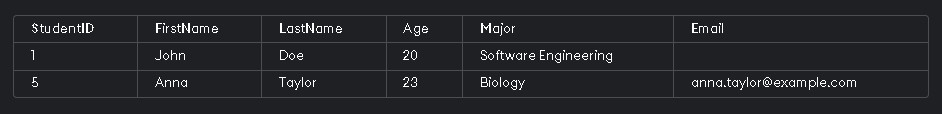 StudentID FirstName LastName Age Major Email
1 John Doe 20 Software Engineering
5 Anna Taylor 23 Biology anna.taylor@example.com